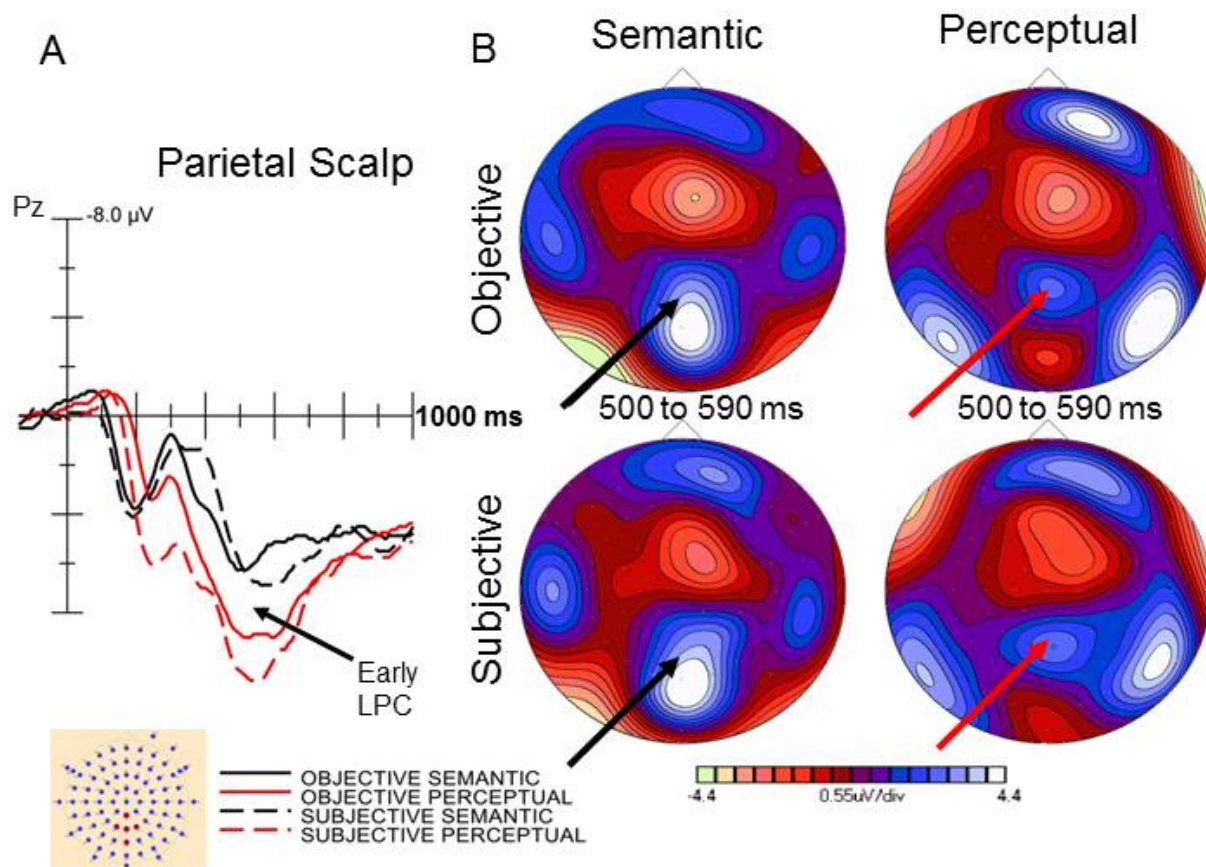 A
B
Semantic
Perceptual
Parietal Scalp
Objective
Pz
-8.0 µV
1000 ms
500 to 590 ms
500 to 590 ms
Subjective
Early
LPC
OBJECTIVE SEMANTIC
OBJECTIVE PERCEPTUAL
SUBJECTIVE SEMANTIC
SUBJECTIVE PERCEPTUAL
-4.4 0.55uV/div 4.4